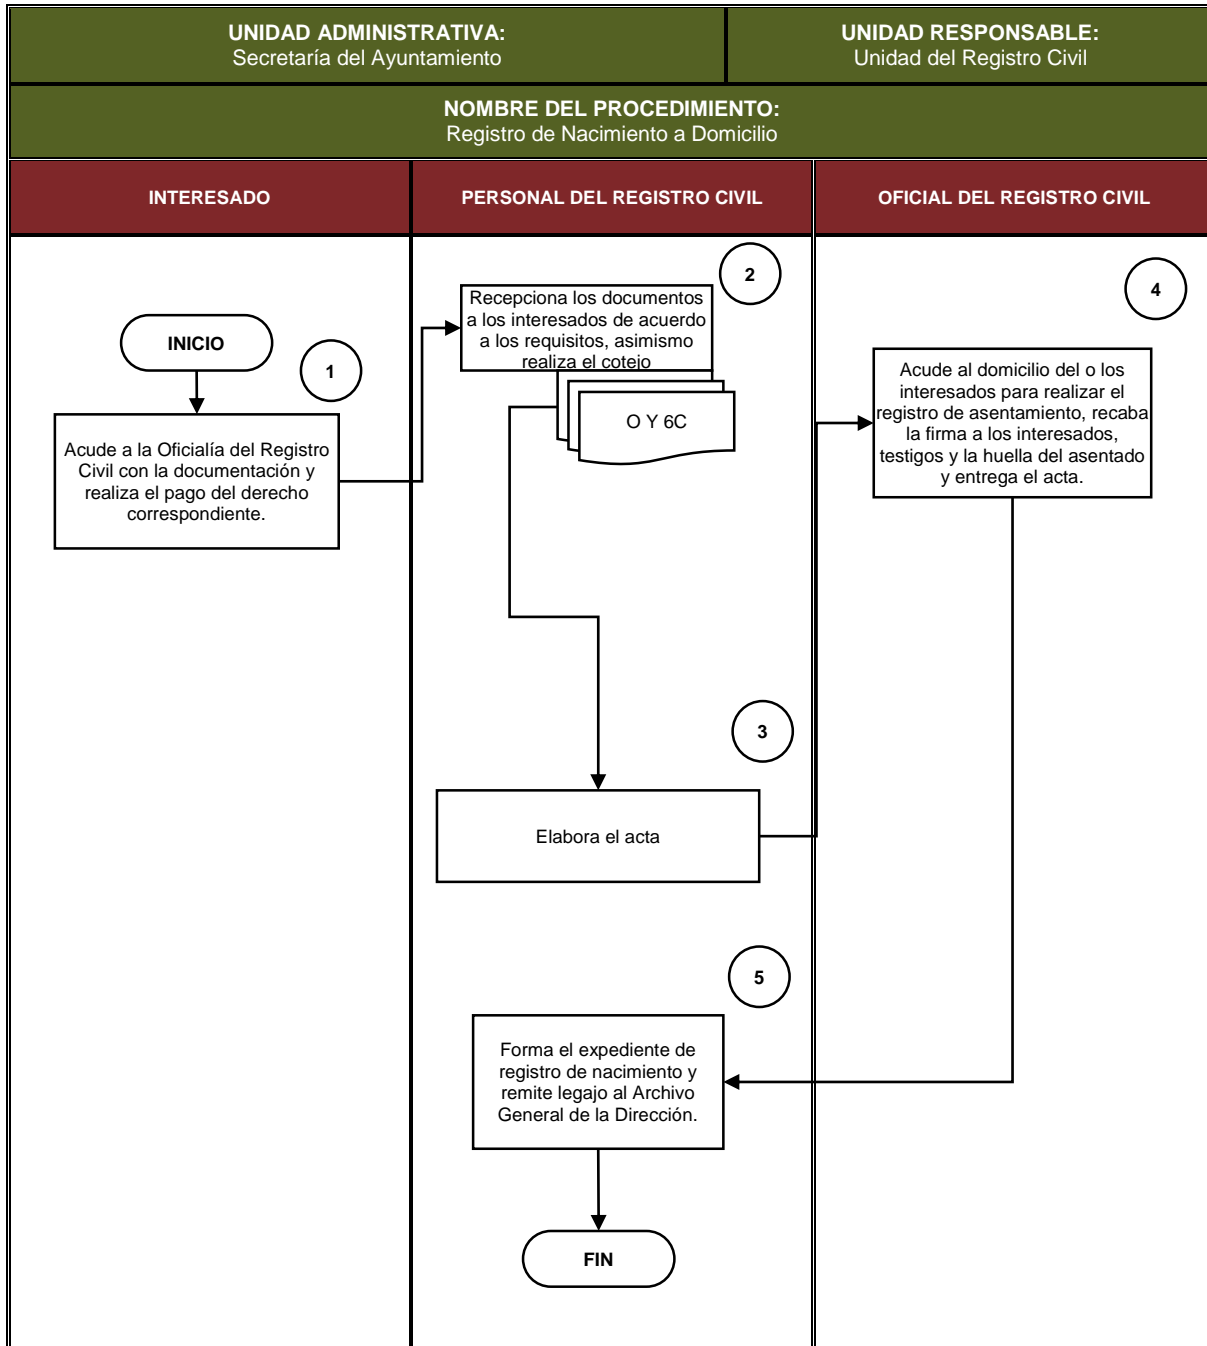 UNIDAD ADMINISTRATIVA:
Secretaría del Ayuntamiento
UNIDAD RESPONSABLE:
Unidad del Registro Civil
NOMBRE DEL PROCEDIMIENTO:
Registro de Nacimiento a Domicilio
INTERESADO
PERSONAL DEL REGISTRO CIVIL
OFICIAL DEL REGISTRO CIVIL
INICIO
1
Acude a la Oficialía del Registro
Civil con la documentación y
realiza el pago del derecho
correspondiente.
2
Recepciona los documentos
a los interesados de acuerdo
a los requisitos, asimismo
realiza el cotejo
O Y 6C
3
Elabora el acta
4
Acude al domicilio del o los
interesados para realizar el
registro de asentamiento, recaba
la firma a los interesados,
testigos y la huella del asentado
y entrega el acta.
5
Forma el expediente de
registro de nacimiento y
remite legajo al Archivo
General de la Dirección.
FIN